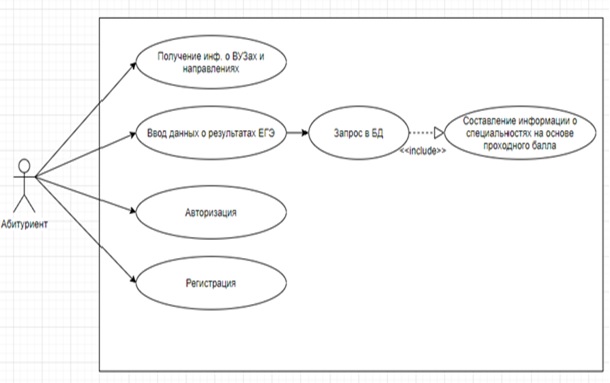 Получение инф. о ВУЗах и
направлениях
Ввод данных о результатах ЕГЭ
Запрос в БД
<<include>>
Составление информации о
специальностях на основе
проходного балла
Абитуриент
Авторизация
Регистрация